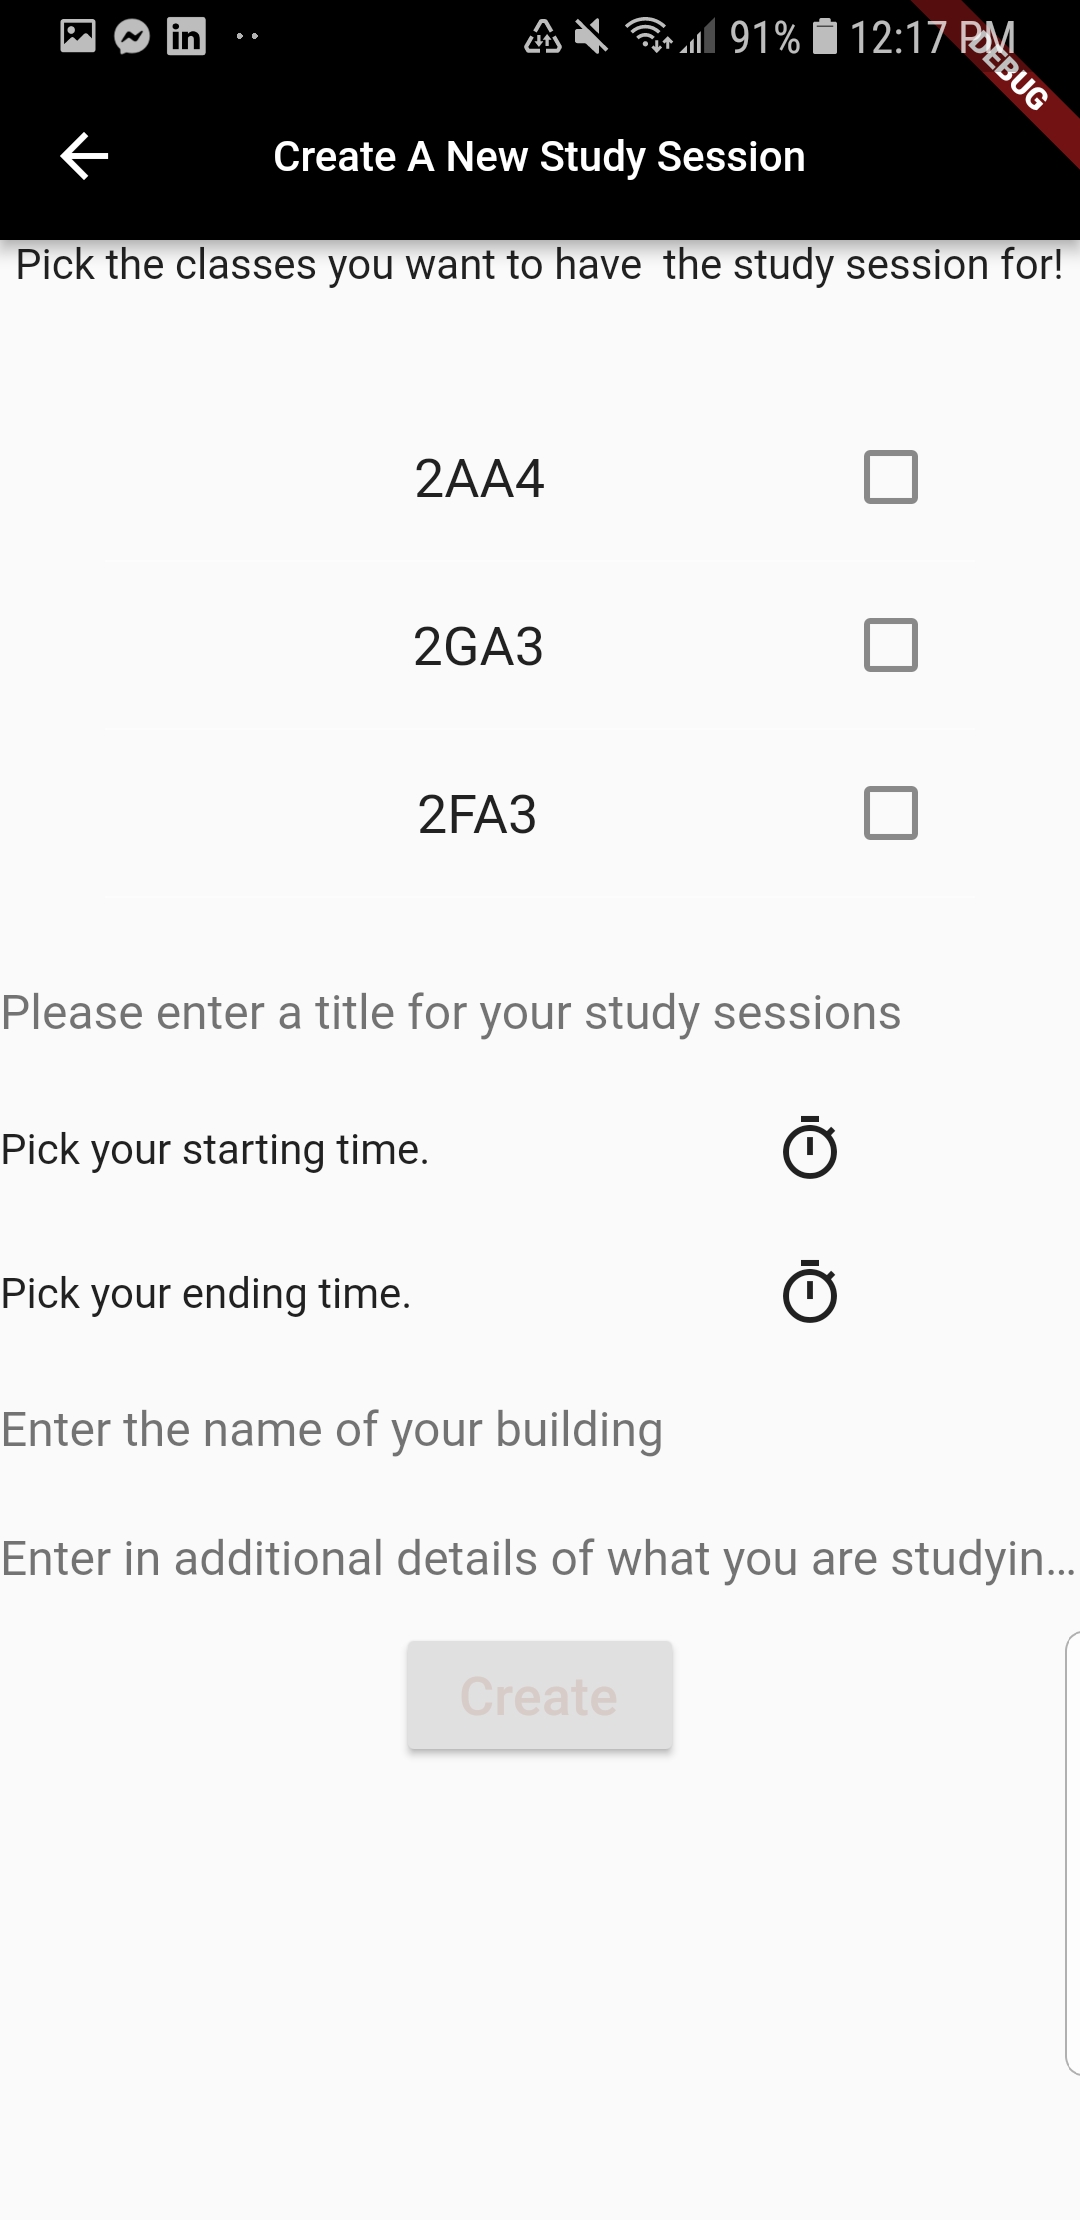 in 91% 12:17 PM
DEBUG
Create A New Study Session
Pick the classes you want to have  the study session for!
2AA4
2GA3
2FA3
Please enter a title for your study sessions
Pick your starting time.
Pick your ending time.
Enter the name of your building
Enter in additional details of what you are studyin...
Create